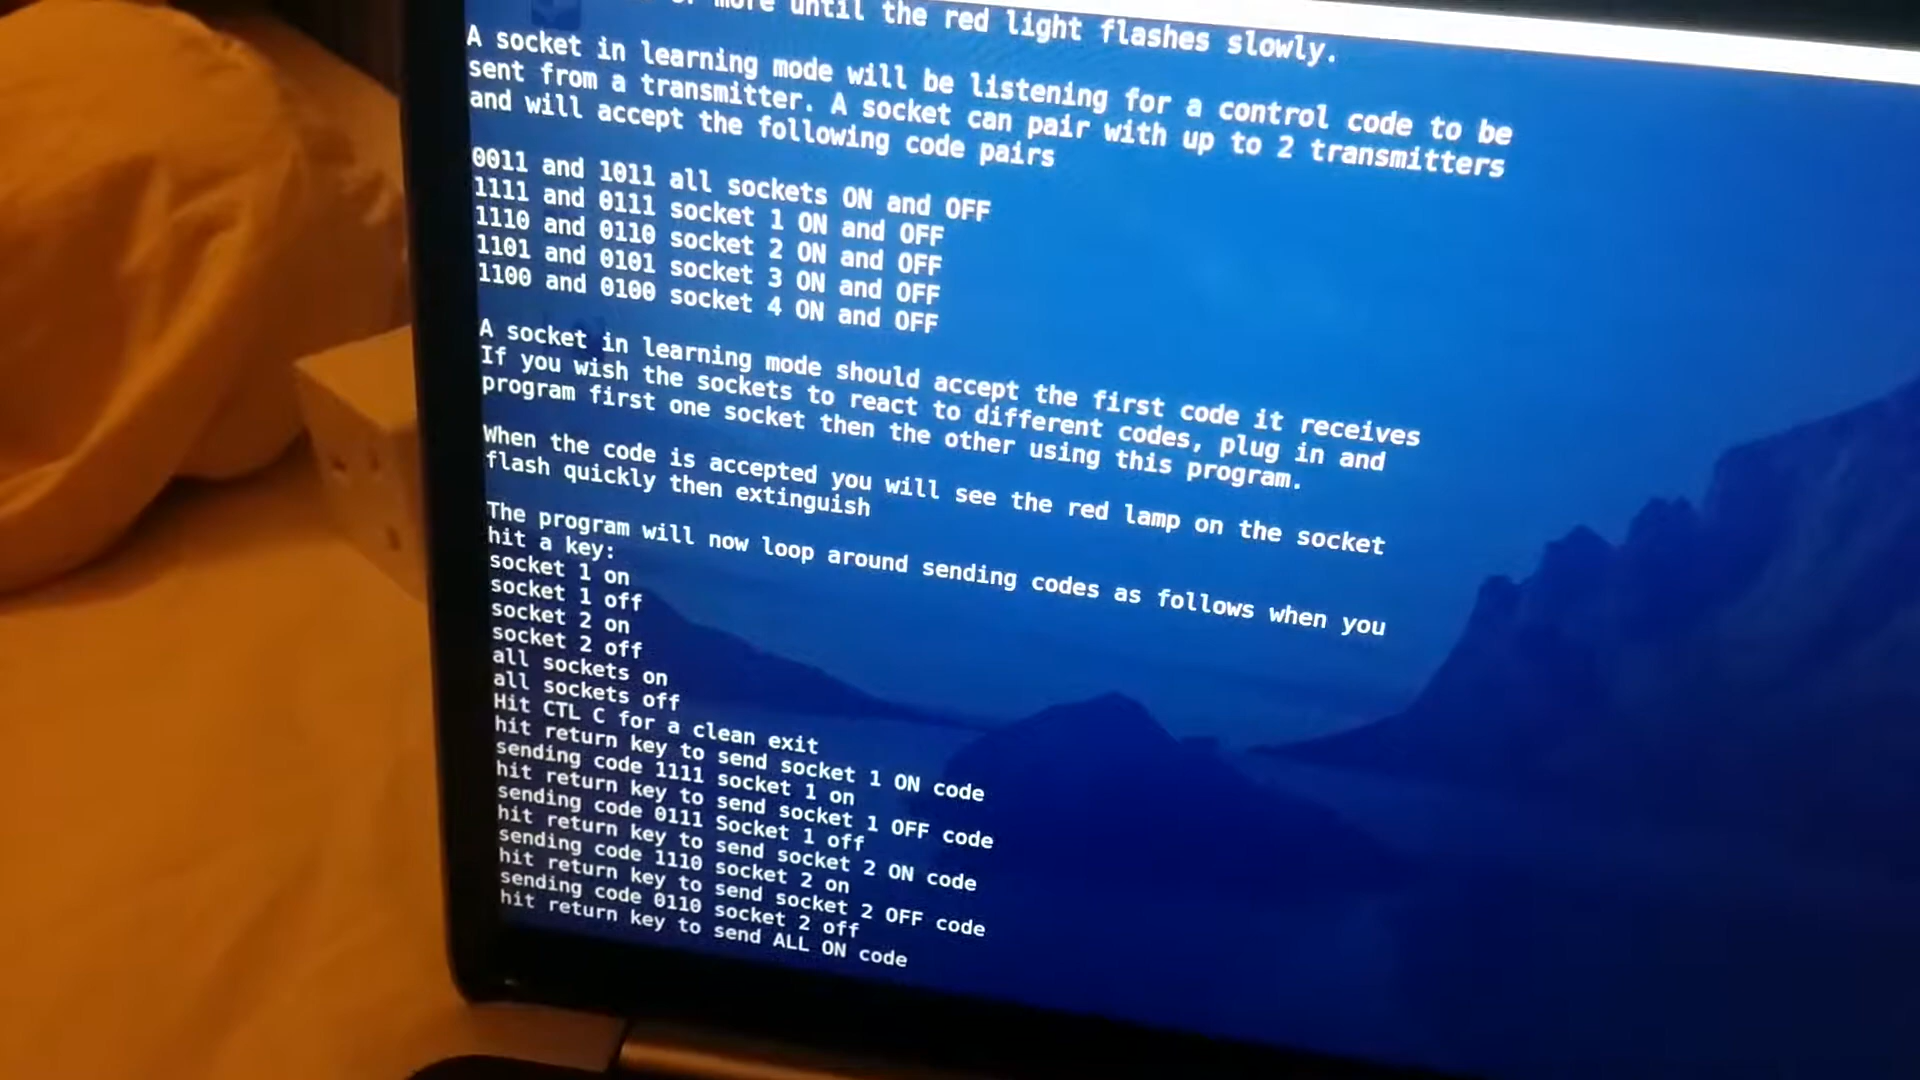 more until the red light flashes slowly.
A socket in learning mode will be listening for a control code to be
sent from a transmitter. A socket can pair with up to 2 transmitters
and will accept the following code pairs
0011 and 1011 all sockets ON and OFF
1111 and 0111 socket 1 ON and OFF
1110 and 0110 socket 2 ON and OFF
1101 and 0101 socket 3 ON and OFF
1100 and 0100 socket 4 ON and OFF
A socket in learning mode should accept the first code it receives
If you wish the sockets to react to different codes, plug in and
program first one socket then the other using this program.
When the code is accepted you will see the red lamp on the socket
flash quickly then extinguish
The program will now loop around sending codes as follows when you
hit a key:
socket 1 on
socket 1 off
socket 2 on
socket 2 off
all sockets on
all sockets off
Hit CTL C for a clean exit
hit return key to send socket 1 ON code
sending code 1111 socket 1 on
hit return key to send socket 1 OFF code
sending code 0111 Socket 1 off
hit return key to send socket 2 ON code
sending code 1110 socket 2 on
hit return key to send socket 2 OFF code
sending code 0110 socket 2 off
hit return key to send ALL ON code